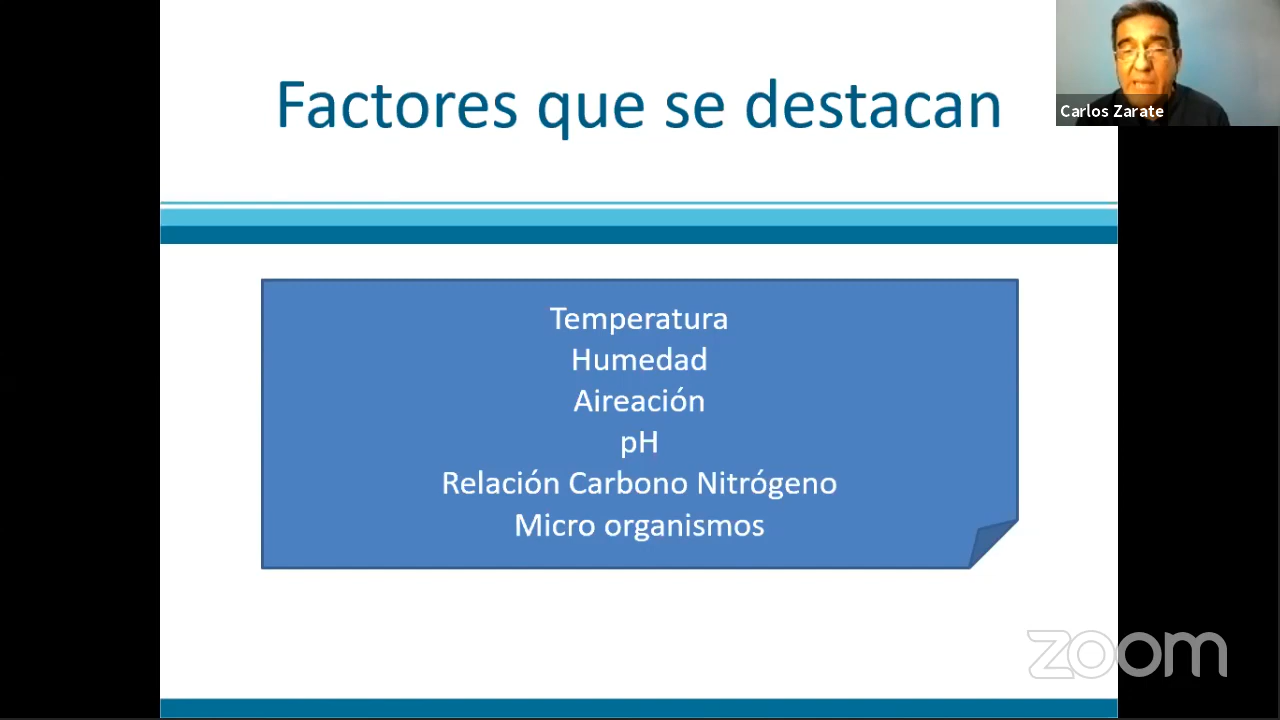 Factores que se destacan
Carlos Zarate
Temperatura
Humedad
Aireación
pH
Relación Carbono Nitrógeno
Micro organismos
zoom